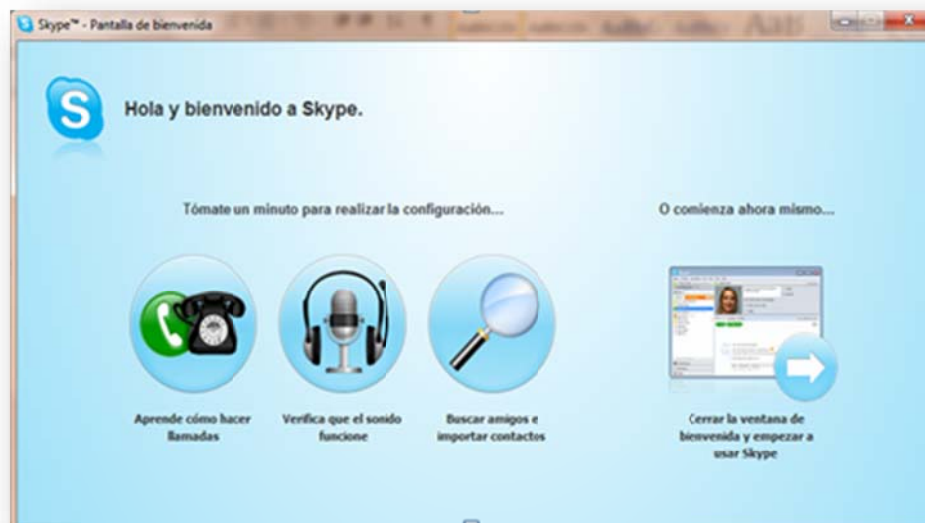 Skype™ - Pantalla de bienvenida
S
Hola y bienvenido a Skype.
Tómate un minuto para realizar la configuración...
O comienza ahora mismo...
Aprende cómo hacer
llamadas
Verifica que el sonido
funcione
Buscar amigos e
importar contactos
Cerrar la ventana de
bienvenida y empezar a
usar Skype